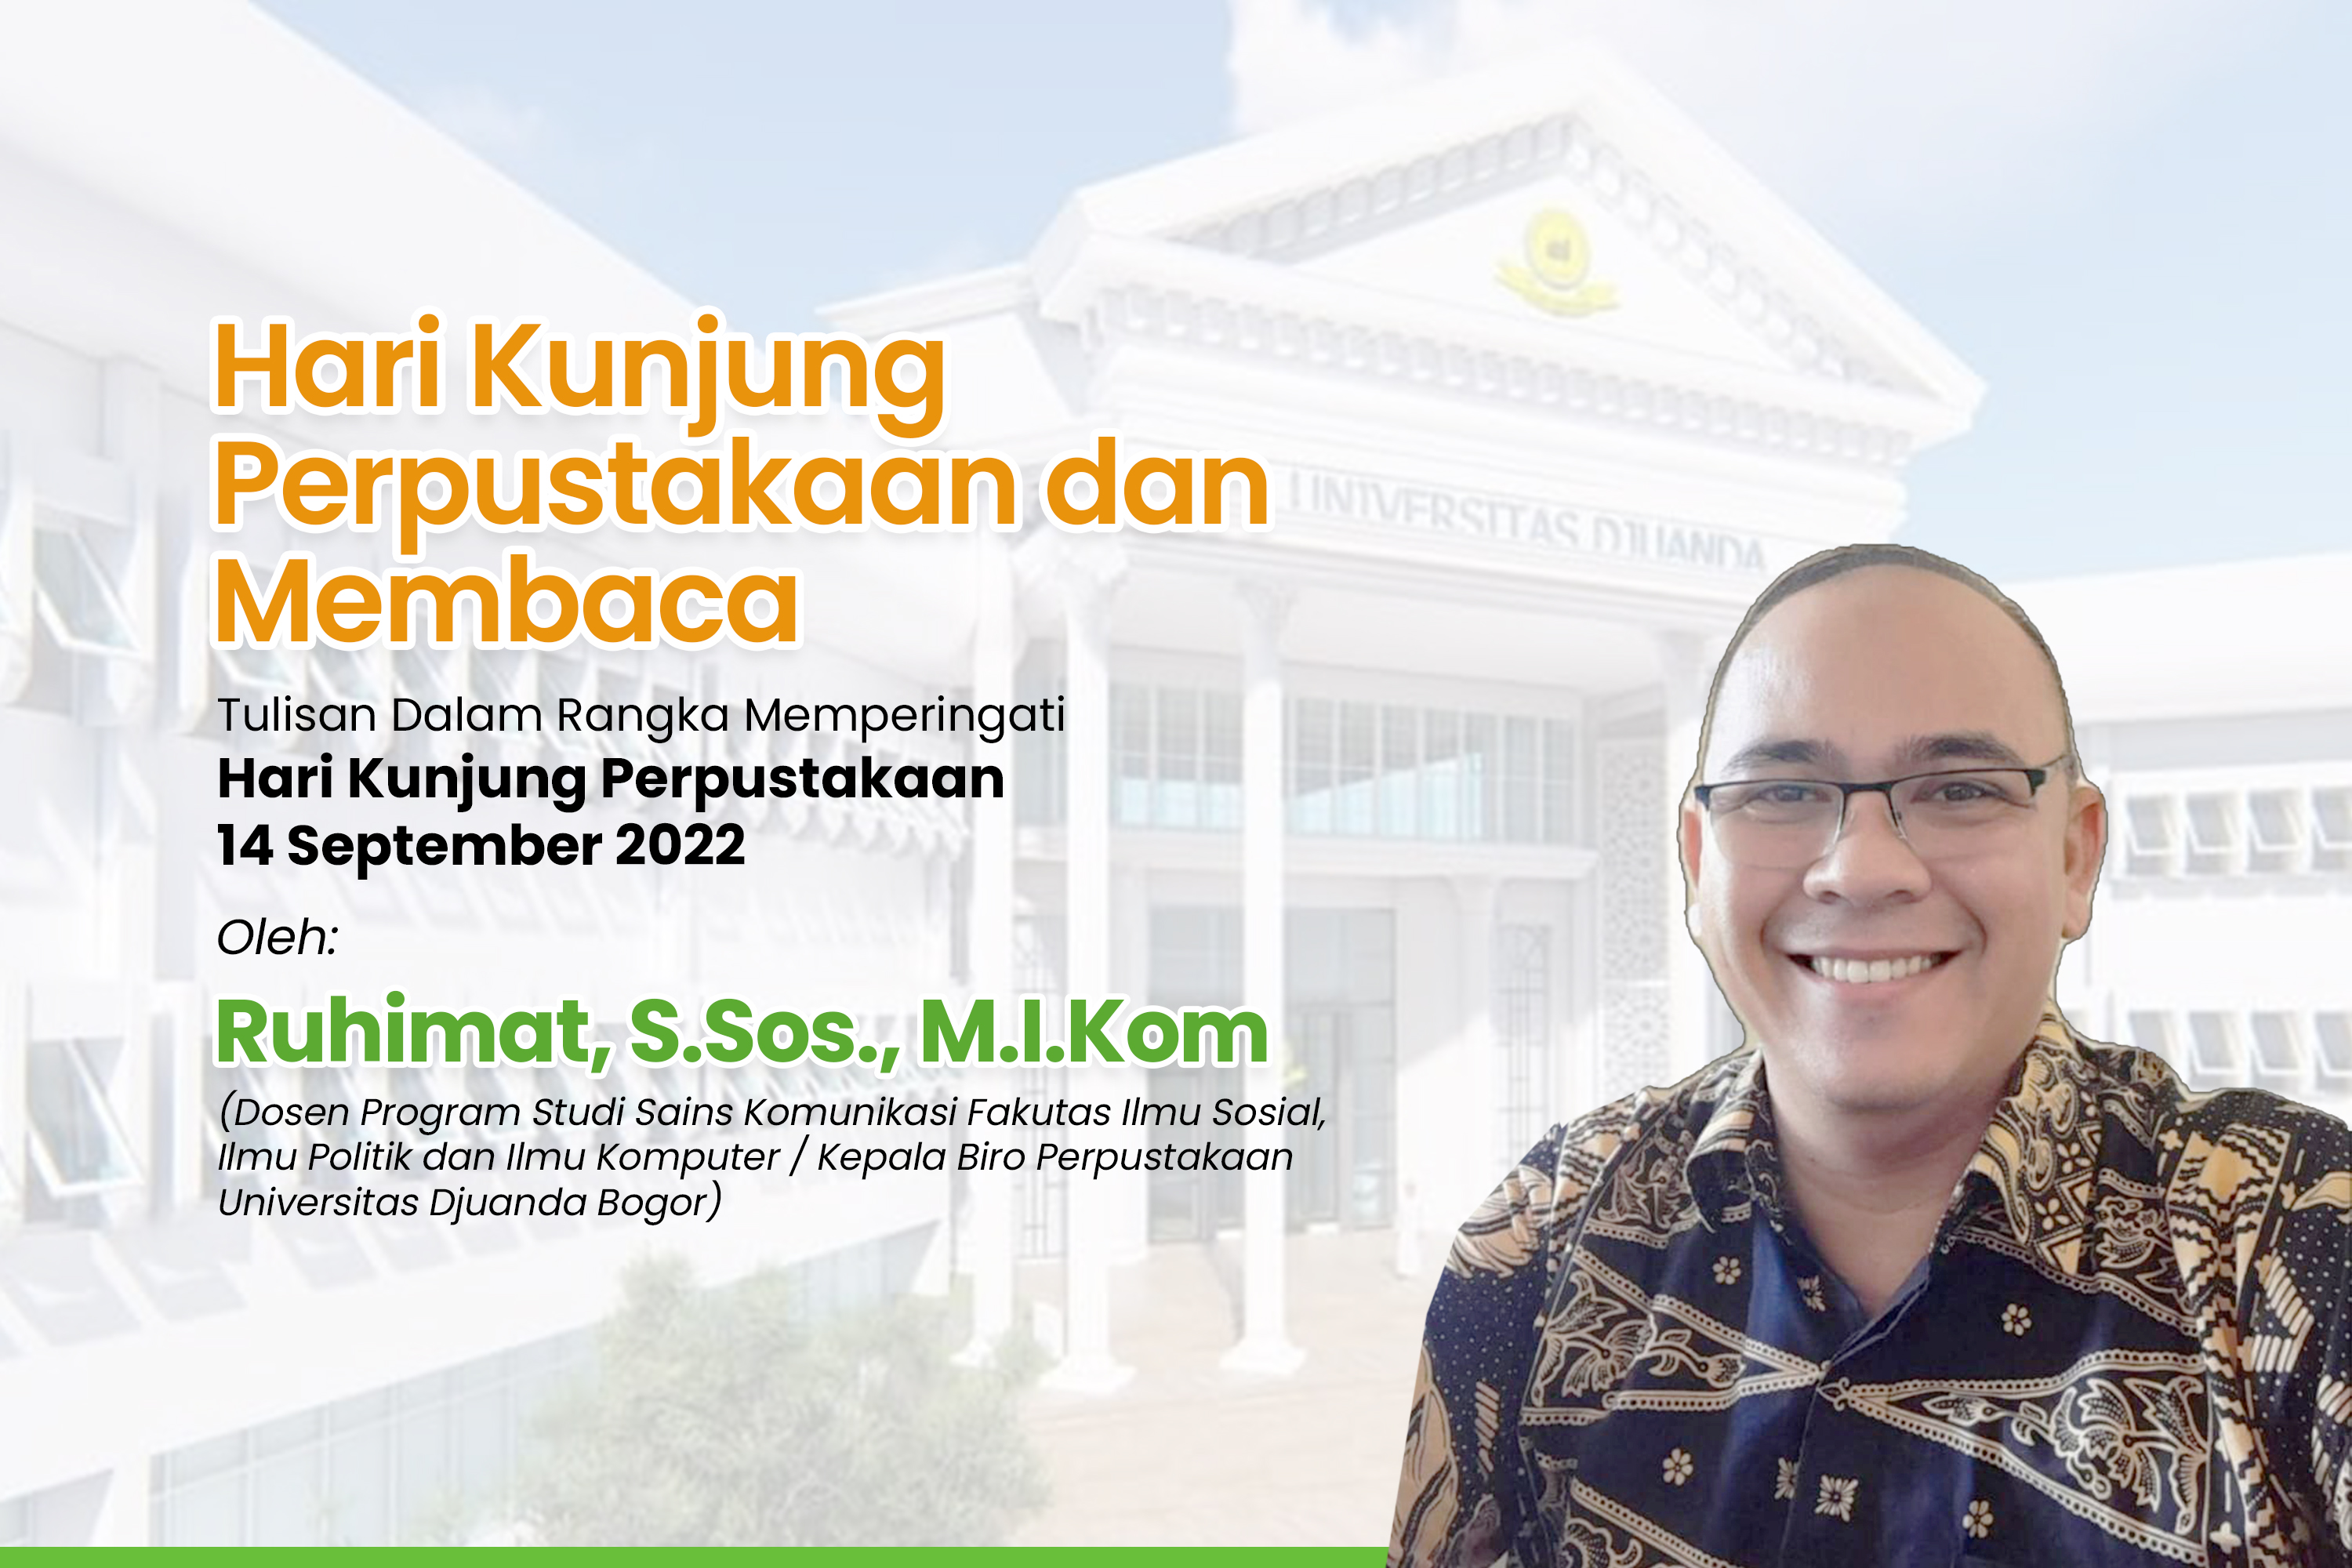 Hari Kunjung
Perpustakaan dan
Membaca
UNIVERSITAS DJUANDA
Tulisan Dalam Rangka Memperingati
Hari Kunjung Perpustakaan
14 September 2022
Oleh:
Ruhimat, S.Sos., M.I.Kom
(Dosen Program Studi Sains Komunikasi Fakutas Ilmu Sosial,
Ilmu Politik dan Ilmu Komputer / Kepala Biro Perpustakaan
Universitas Djuanda Bogor)